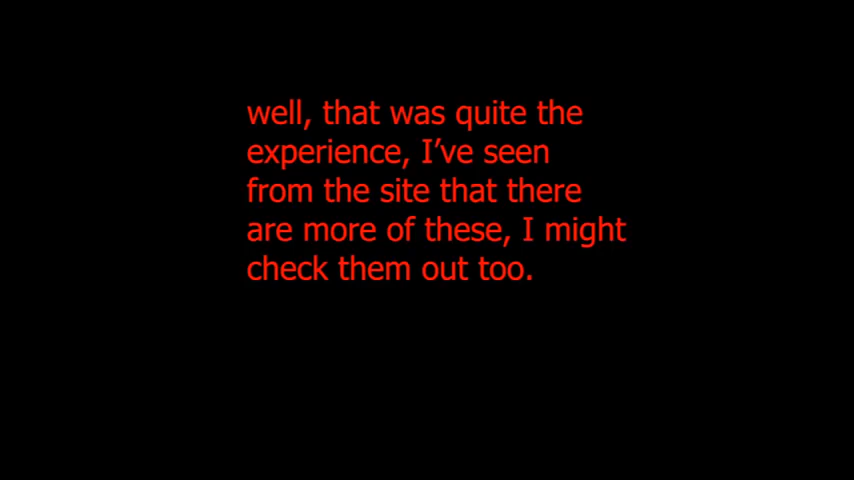 well, that was quite the
experience, I’ve seen
from the site that there
are more of these, I might
check them out too.